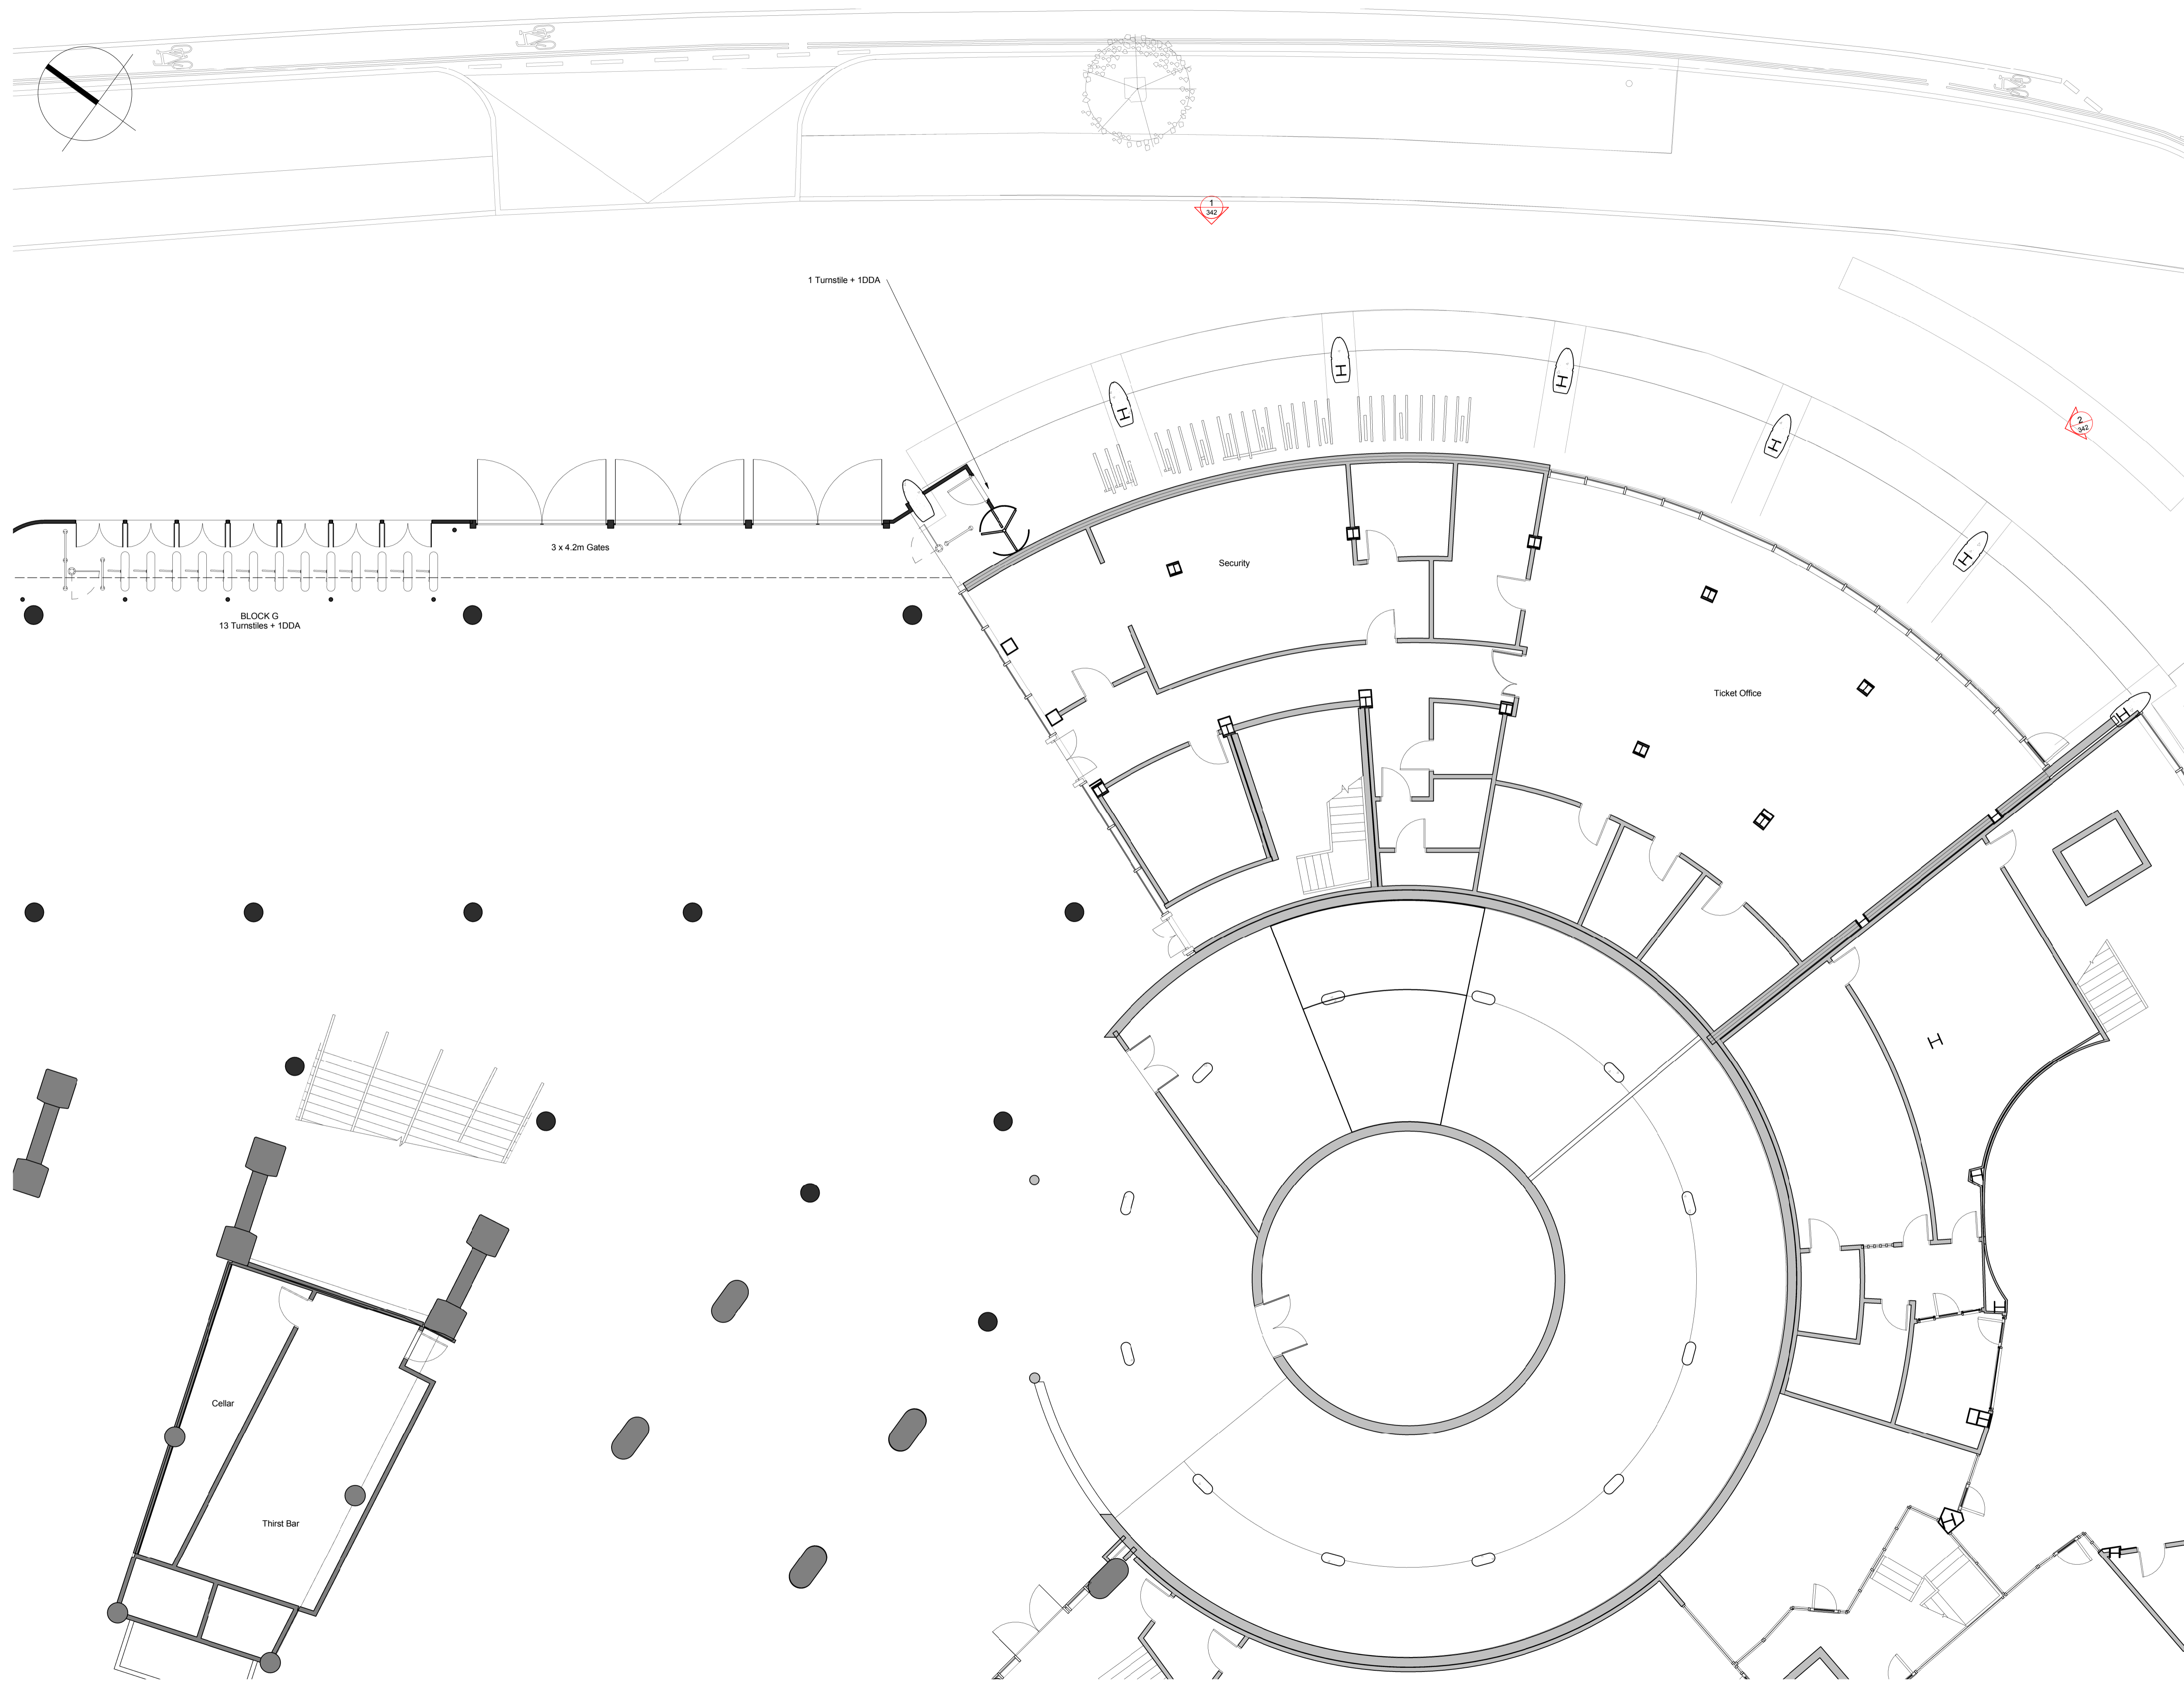 1
342
1 Turnstile + 1DDA
2
342
3 x 4.2m Gates
Security
BLOCK G
13 Turnstiles + 1DDA
Ticket Office
Cellar
Thirst Bar